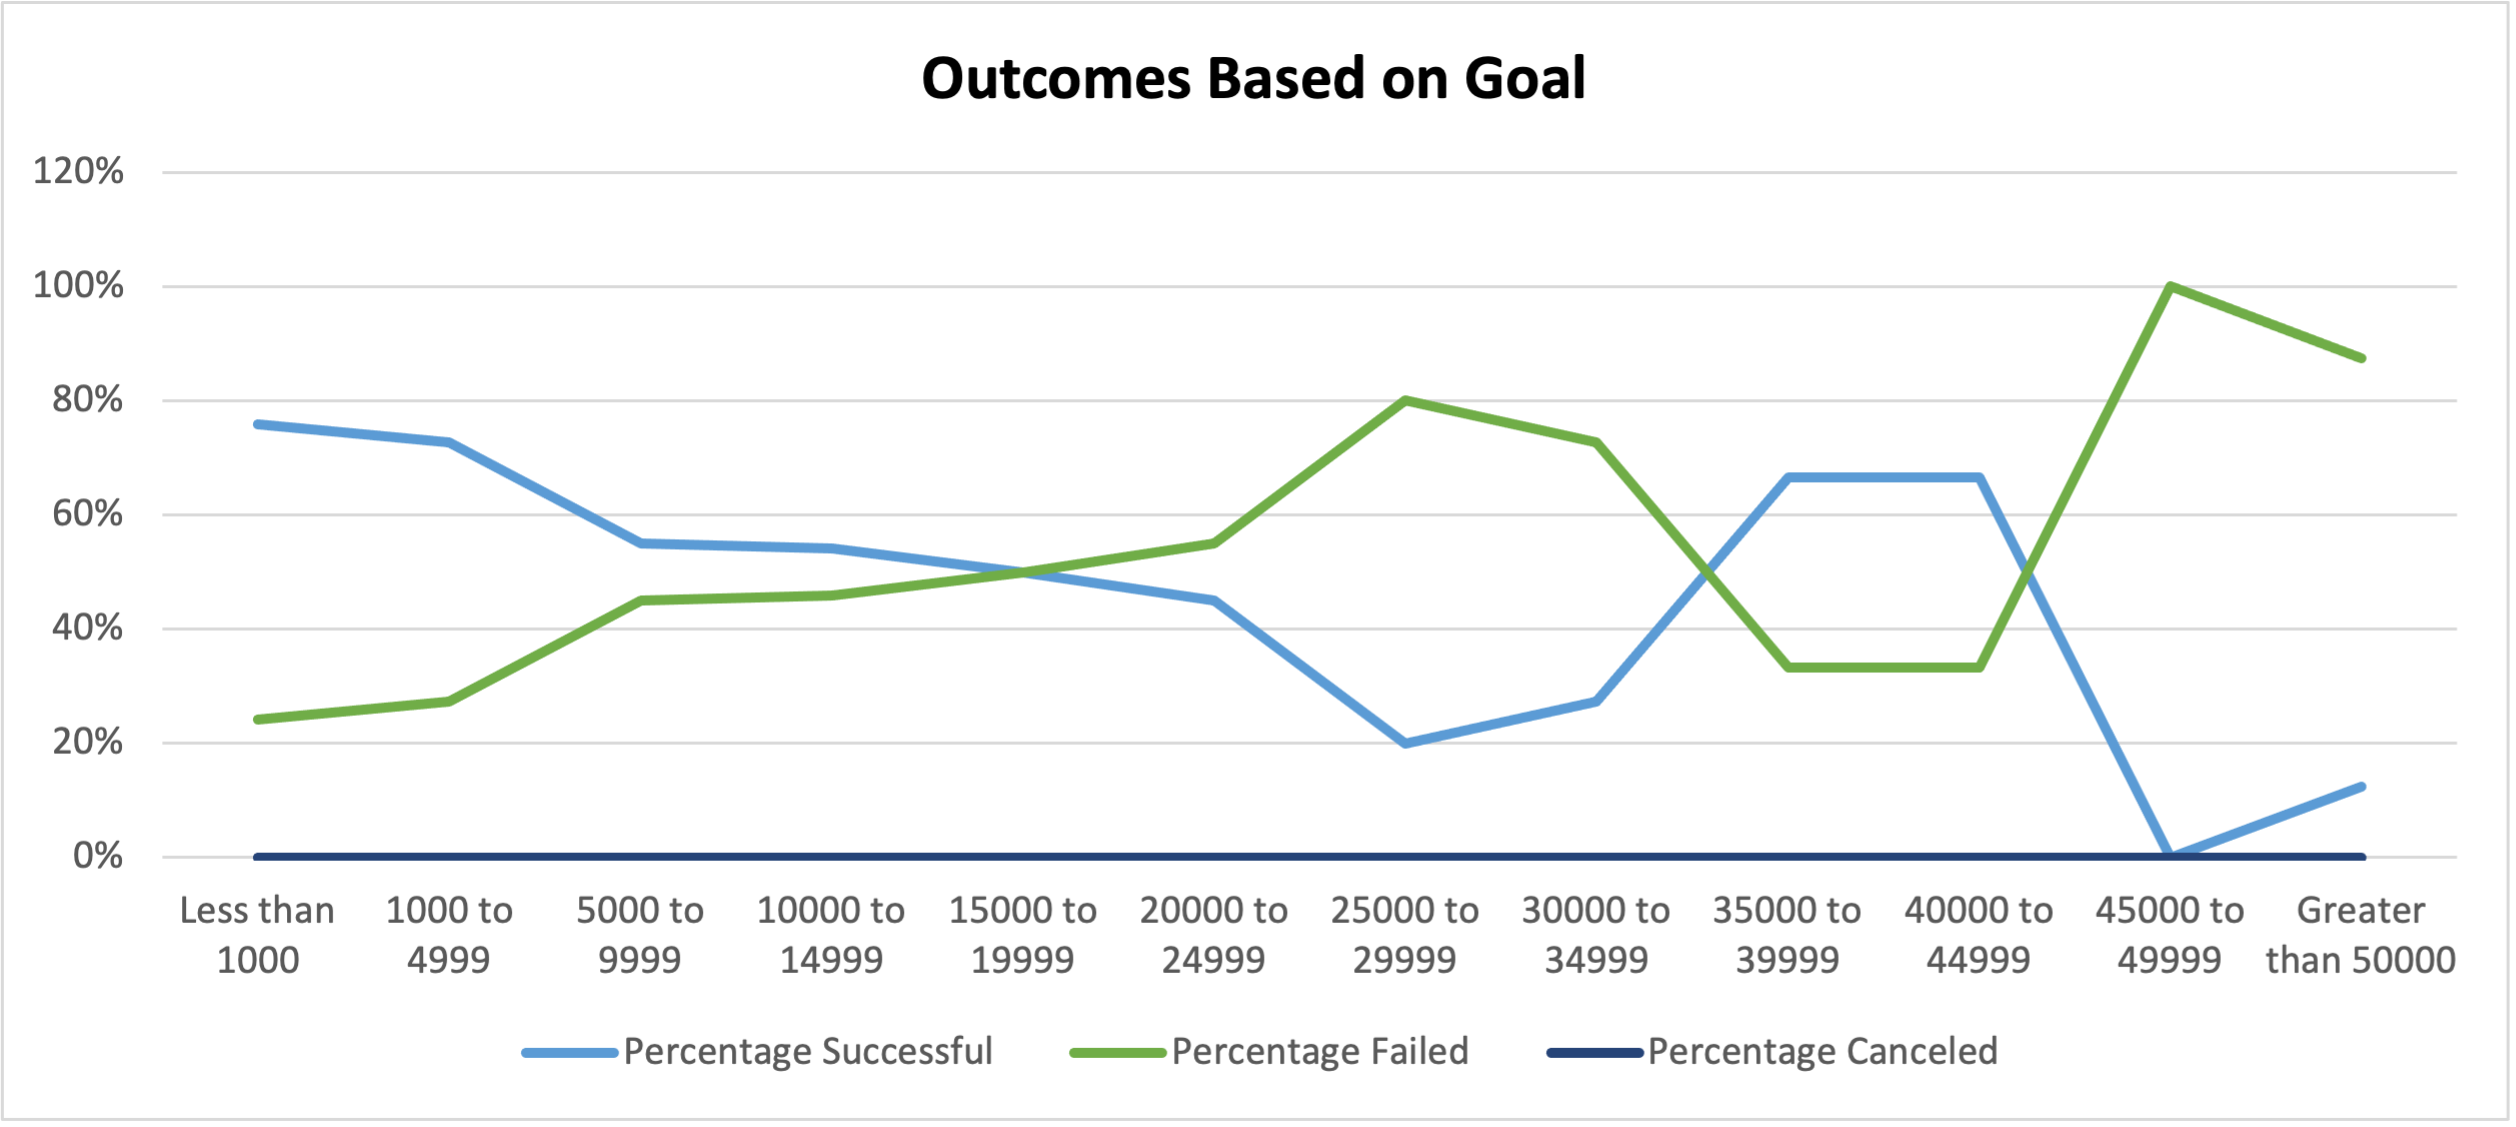 Outcomes Based on Goal
120%
100%
80%
60%
40%
20%
0%
Less than 1000
1000 to 4999
5000 to 9999
10000 to 14999
15000 to 19999
20000 to 24999
25000 to 29999
30000 to 34999
35000 to 39999
40000 to 44999
45000 to 49999
Greater than 50000
Percentage Successful
Percentage Failed
Percentage Canceled